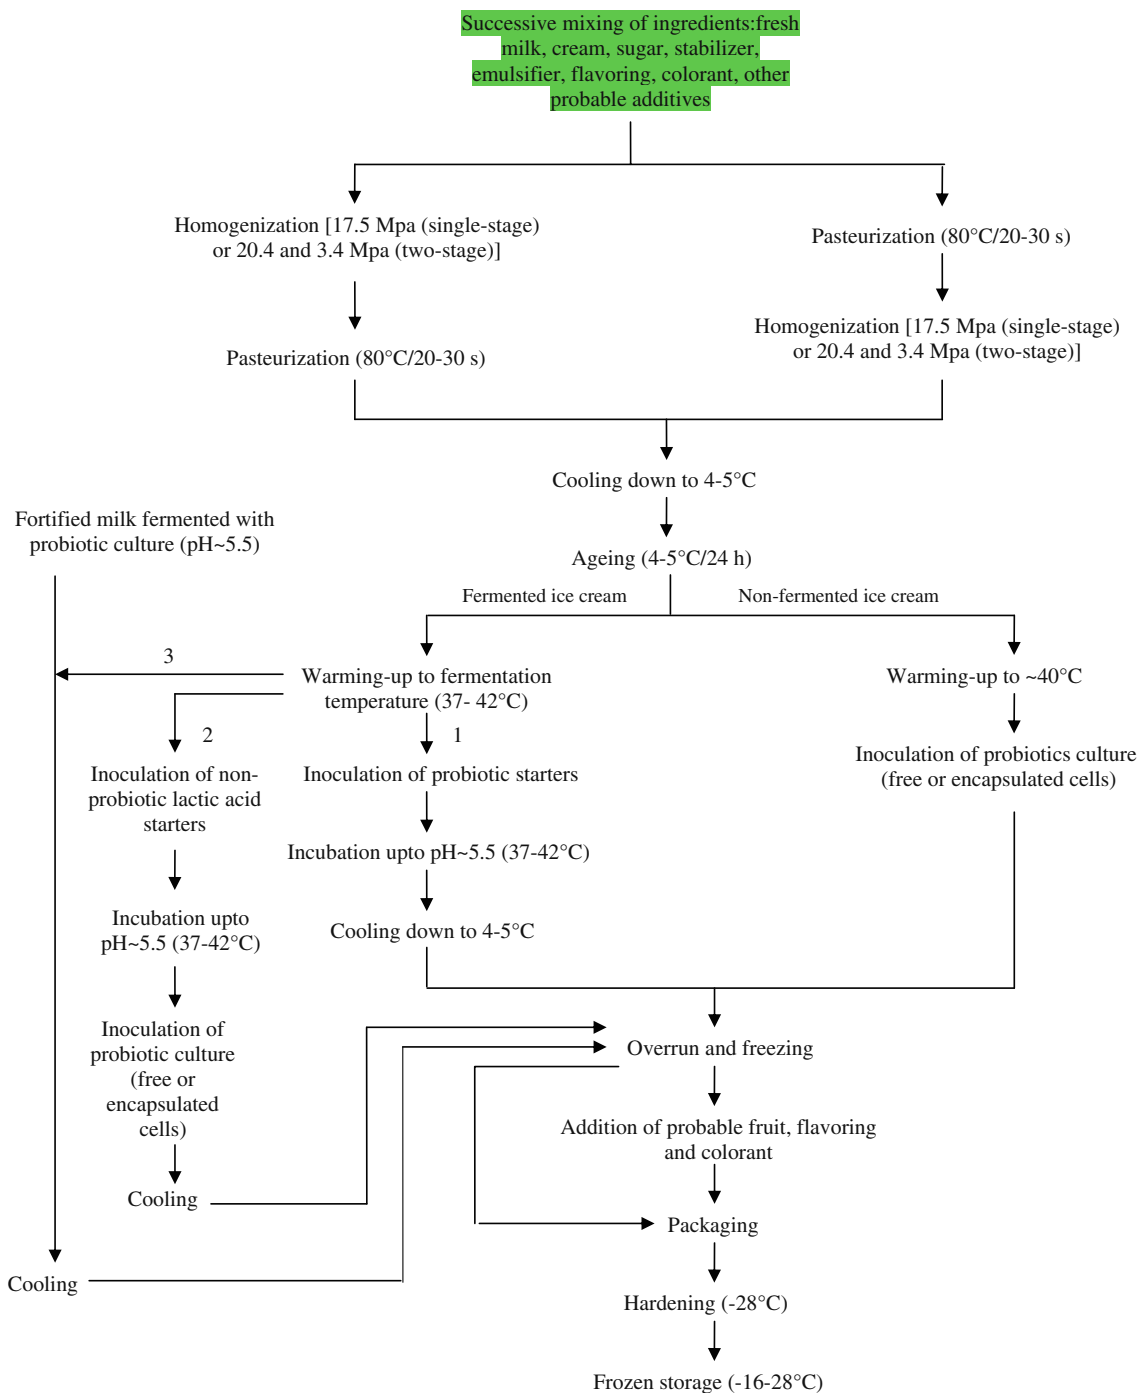 Successive mixing of ingredients:fresh
milk, cream, sugar, stabilizer,
emulsifier, flavoring, colorant, other
probable additives
Homogenization [17.5 Mpa (single-stage)
or 20.4 and 3.4 Mpa (two-stage)]
Pasteurization (80°C/20-30 s)
Pasteurization (80°C/20-30 s)
Homogenization [17.5 Mpa (single-stage)
or 20.4 and 3.4 Mpa (two-stage)]
Cooling down to 4-5°C
Ageing (4-5°C/24 h)
Fortified milk fermented with
probiotic culture (pH~5.5)
Fermented ice cream
Non-fermented ice cream
3
Warming-up to fermentation
temperature (37- 42°C)
Warming-up to ~40°C
2
1
Inoculation of non-
probiotic lactic acid
starters
Inoculation of probiotic starters
Inoculation of probiotics culture
(free or encapsulated cells)
Incubation upto pH~5.5 (37-42°C)
Incubation upto
pH~5.5 (37-42°C)
Cooling down to 4-5°C
Inoculation of
probiotic culture
(free or
encapsulated
cells)
Overrun and freezing
Addition of probable fruit, flavoring
and colorant
Cooling
Packaging
Cooling
Hardening (-28°C)
Frozen storage (-16-28°C)